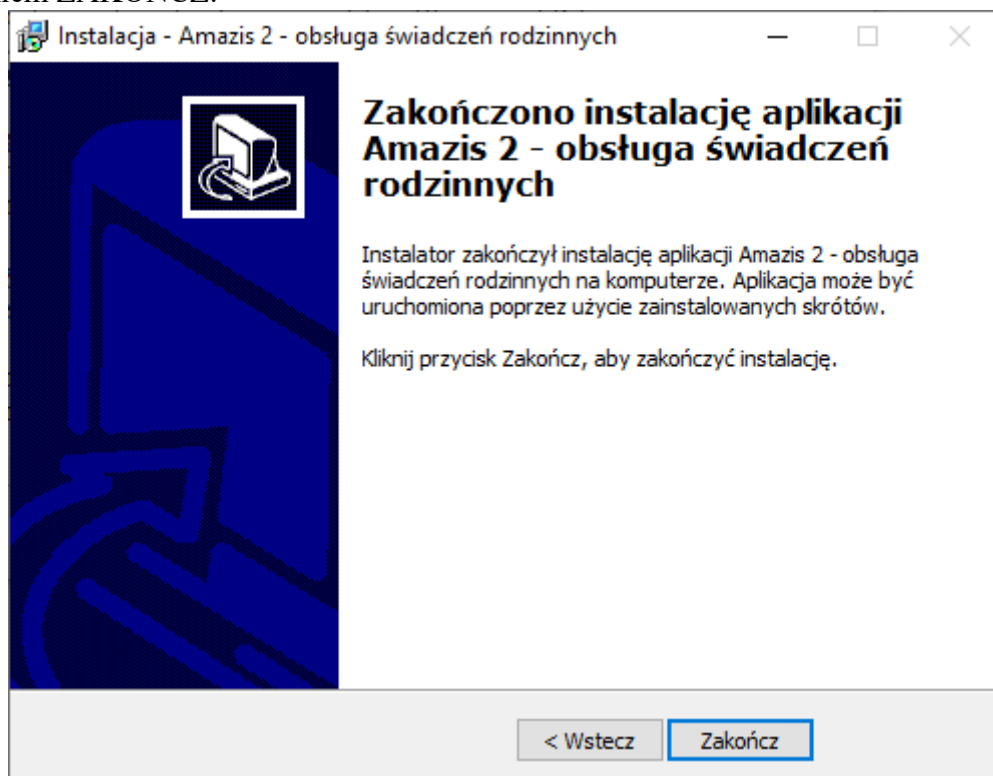 ZAKOŃCZ.
Instalacja - Amazis 2 - obsługa świadczeń rodzinnych
Zakończono instalację aplikacji
Amazis 2 - obsługa świadczeń
rodzinnych
Instalator zakończył instalację aplikacji Amazis 2 - obsługa
świadczeń rodzinnych na komputerze. Aplikacja może być
uruchomiona poprzez użycie zainstalowanych skrótów.
Kliknij przycisk Zakończ, aby zakończyć instalację.
< Wstecz Zakończ